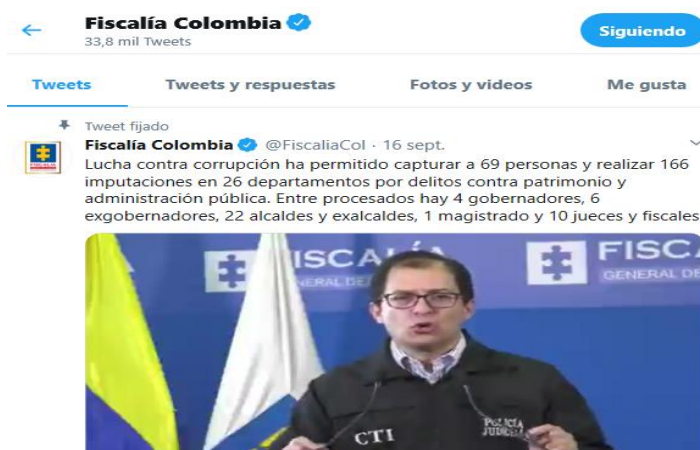 Fiscalía Colombia
33,8 mil Tweets
Siguiendo
Tweets
Tweets y respuestas
Fotos y videos
Me gusta
Tweet fijado
Fiscalía Colombia @FiscaliaCol · 16 sept.
Lucha contra corrupción ha permitido capturar a 69 personas y realizar 166
imputaciones en 26 departamentos por delitos contra patrimonio y
administración pública. Entre procesados hay 4 gobernadores, 6
exgobernadores, 22 alcaldes y exalcaldes, 1 magistrado y 10 jueces y fiscales
FISCALÍA
FISCA
GENERAL DE
CTI
POLICÍA
JUDICIAL